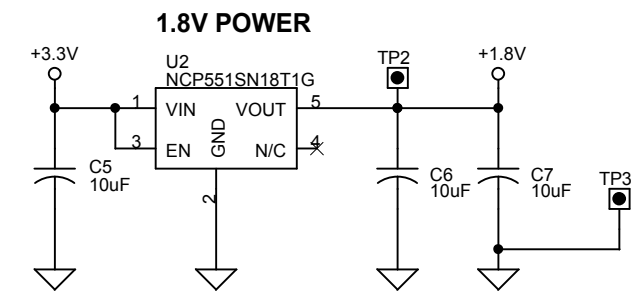 1.8V POWER
+3.3V
U2
NCP551SN18T1G
TP2
+1.8V
1
VIN
VOUT
5
3
EN
GND
N/C
4
2
C5
10uF
C6
10uF
C7
10uF
TP3